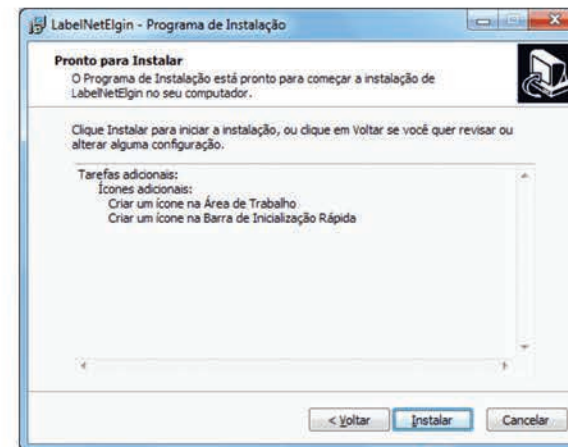 LabelNetElgin - Programa de Instalação
Pronto para Instalar
O Programa de Instalação está pronto para começar a instalação de
LabelNetElgin no seu computador.
Clique Instalar para iniciar a instalação, ou clique em Voltar se você quer revisar ou
alterar alguma configuração.
Tarefas adicionais:
Ícones adicionais:
Criar um ícone na Área de Trabalho
Criar um ícone na Barra de Inicialização Rápida
< Voltar
Instalar
Cancelar